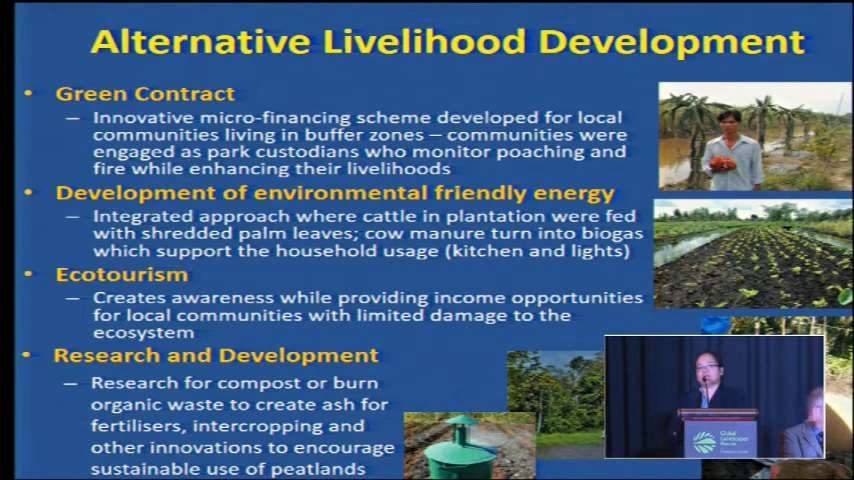 Alternative Livelihood Development
• Green Contract
– Innovative micro-financing scheme developed for local
communities living in buffer zones – communities were
engaged as park custodians who monitor poaching and
fire while enhancing their livelihoods
• Development of environmental friendly energy
– Integrated approach where cattle in plantation were fed
with shredded palm leaves; cow manure turn into biogas
which support the household usage (kitchen and lights)
• Ecotourism
– Creates awareness while providing income opportunities
for local communities with limited damage to the
ecosystem
• Research and Development
– Research for compost or burn
organic waste to create ash for
fertilisers, intercropping and
other innovations to encourage
sustainable use of peatlands
Global
Landscapes
Forum